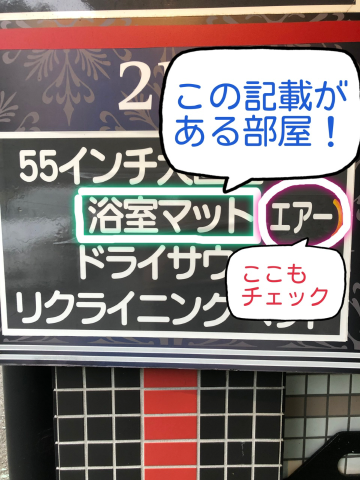 この記載が
ある部屋！
55インチ大
浴室マット エアー
ドライサウ
ここも
チェック
リクライニング